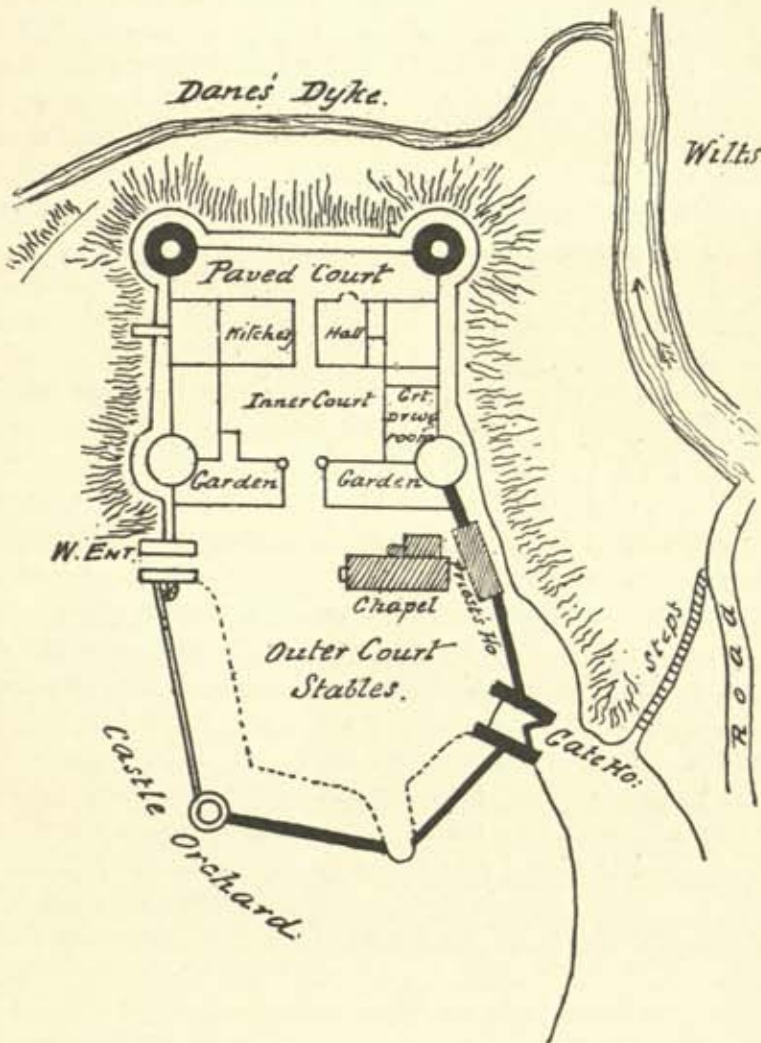 Dane's Dyke.
Wilts
Paved Court
Kitchen
Hall
Inner Court
Grt.
drwg
room
Garden
Garden
W. Ent.
Chapel
Priest's Ho
Outer Court
Stables.
Steps
Road
Gate Ho:
Castle Orchard.